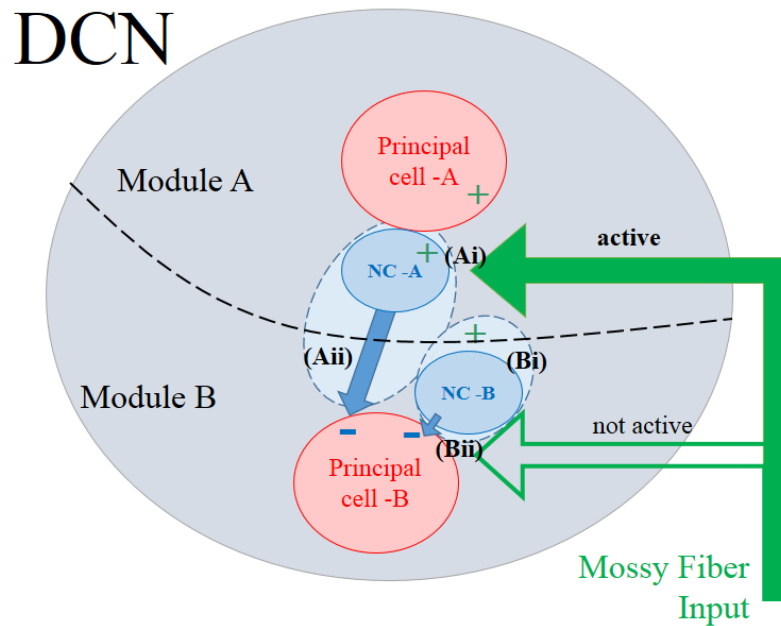 DCN
Principal
cell -A
Module A
+
active
+
(Ai)
NC -A
+
(Aii)
(Bi)
Module B
NC -B
not active
-
-
(Bii)
Principal
cell -B
Mossy Fiber
Input